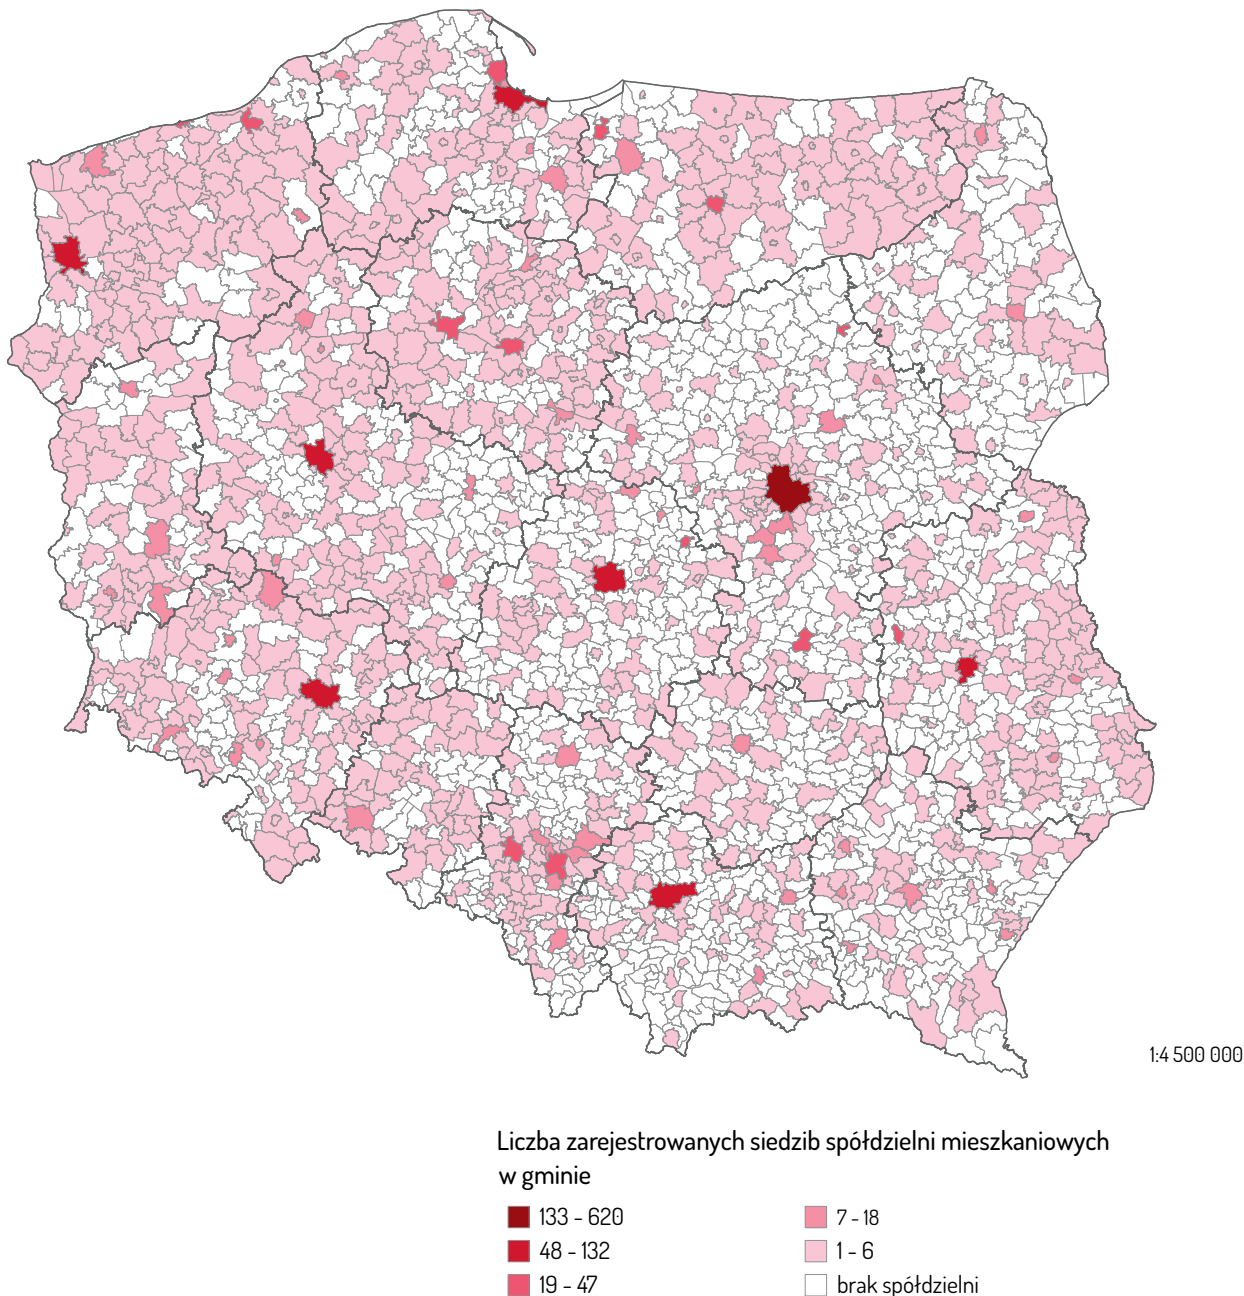 1:4 500 000
Liczba zarejestrowanych siedzib spółdzielni mieszkaniowych
w gminie
133 - 620
48 - 132
19 - 47
7 - 18
1 - 6
brak spółdzielni